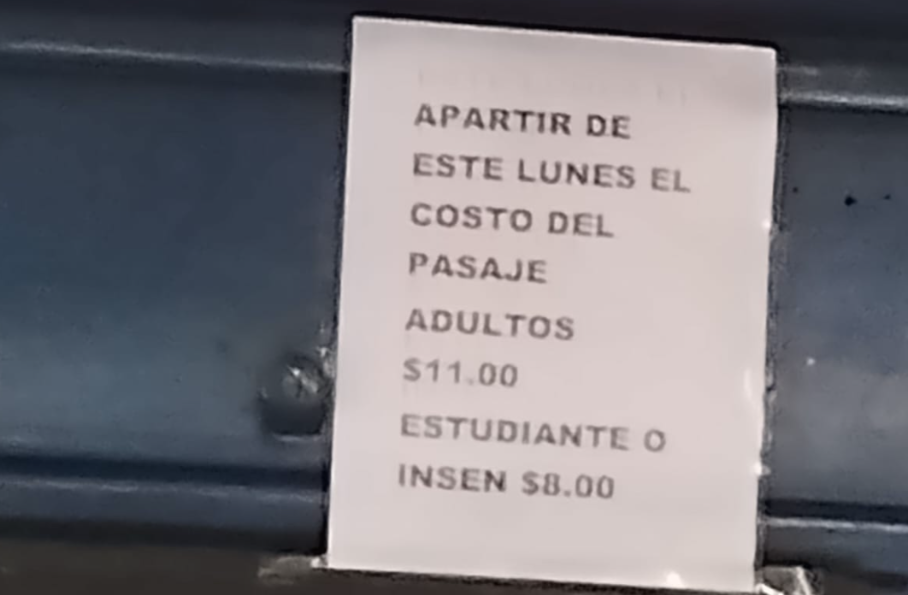 APARTIR DE
ESTE LUNES EL
COSTO DEL
PASAJE
ADULTOS
$11.00
ESTUDIANTE O
INSEN $8.00